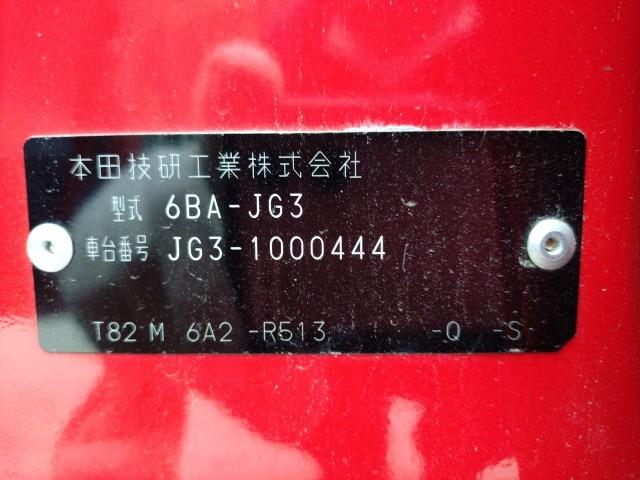 本田技研工業株式会社
型式 6BA-JG3
車台番号 JG3-1000444
T82 M 6A2 -R513 -Q -S